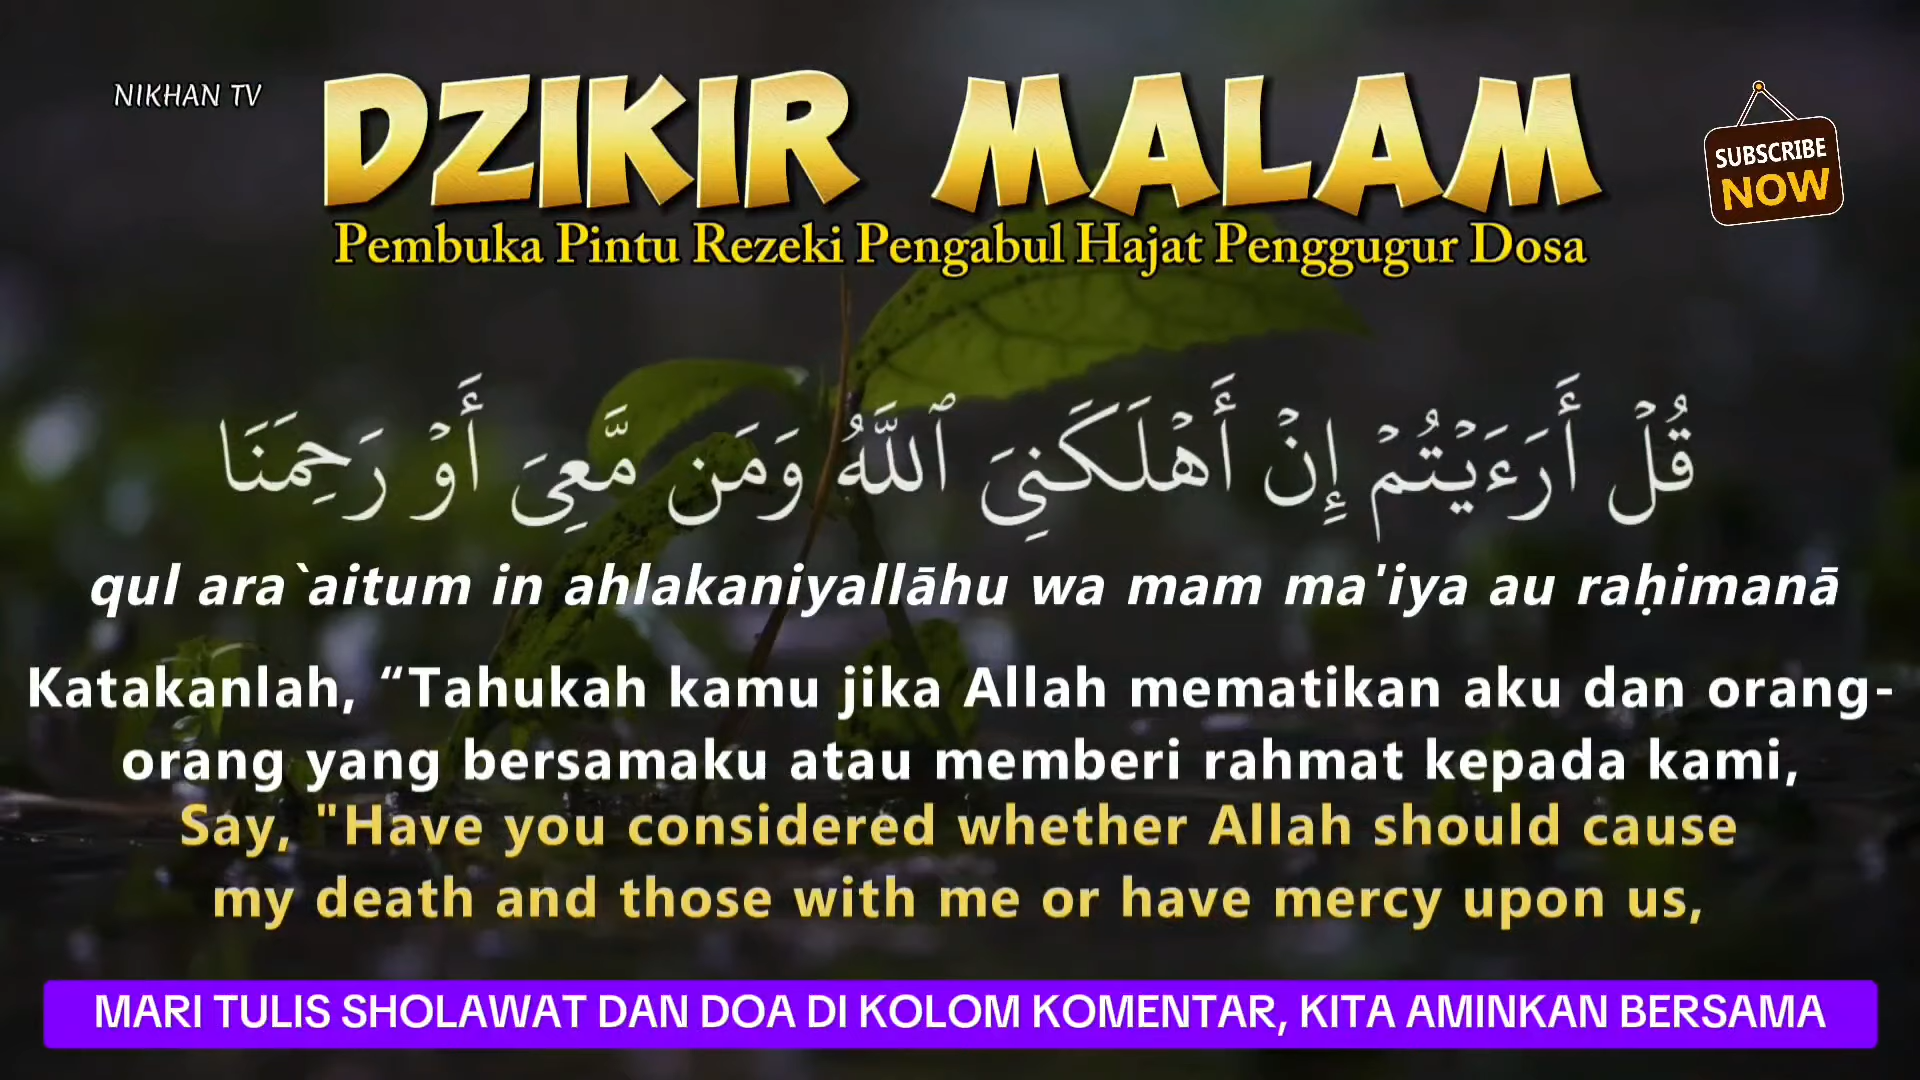 NIKHAN TV
DZIKIR MALAM
SUBSCRIBE
NOW
Pembuka Pintu Rezeki Pengabul Hajat Penggugur Dosa
قُلۡ أَرَءَيۡتُمۡ إِنۡ أَهۡلَكَنِيَ ٱللَّهُ وَمَن مَّعِيَ أَوۡ رَحِمَنَا
qul ara`aitum in ahlakaniyallāhu wa mam ma'iya au raḥimanā
Katakanlah, “Tahukah kamu jika Allah mematikan aku dan orang-
orang yang bersamaku atau memberi rahmat kepada kami,
Say, "Have you considered whether Allah should cause
my death and those with me or have mercy upon us,
MARI TULIS SHOLAWAT DAN DOA DI KOLOM KOMENTAR, KITA AMINKAN BERSAMA